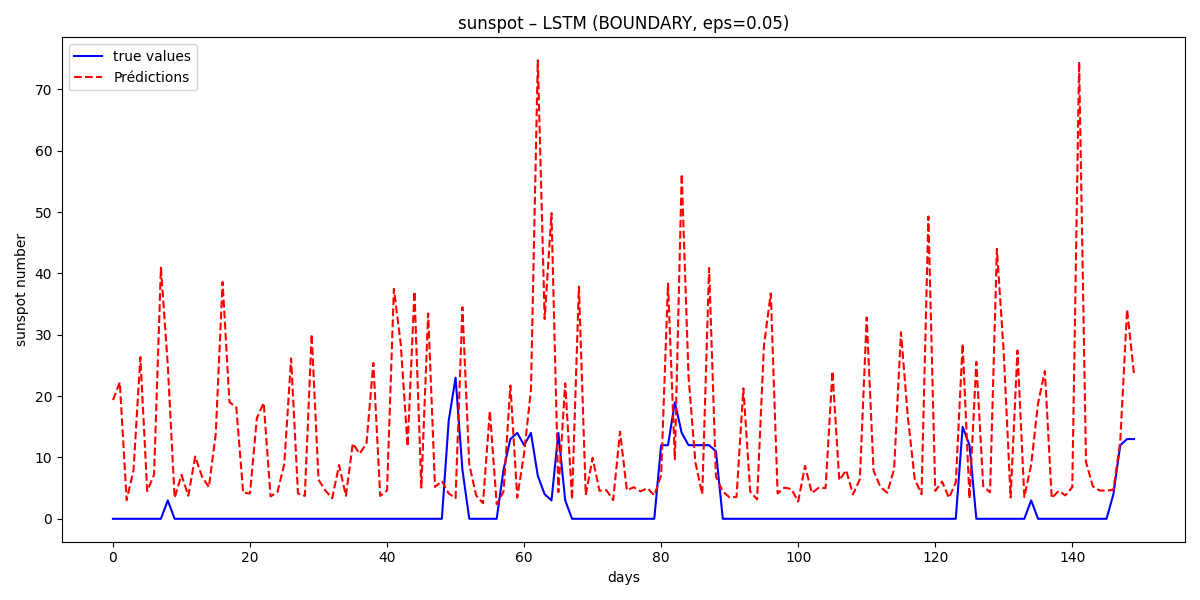 sunspot – LSTM (BOUNDARY, eps=0.05)
true values
Prédictions
70
60
50
40
30
20
10
0
sunspot number
0 20 40 60 80 100 120 140
days